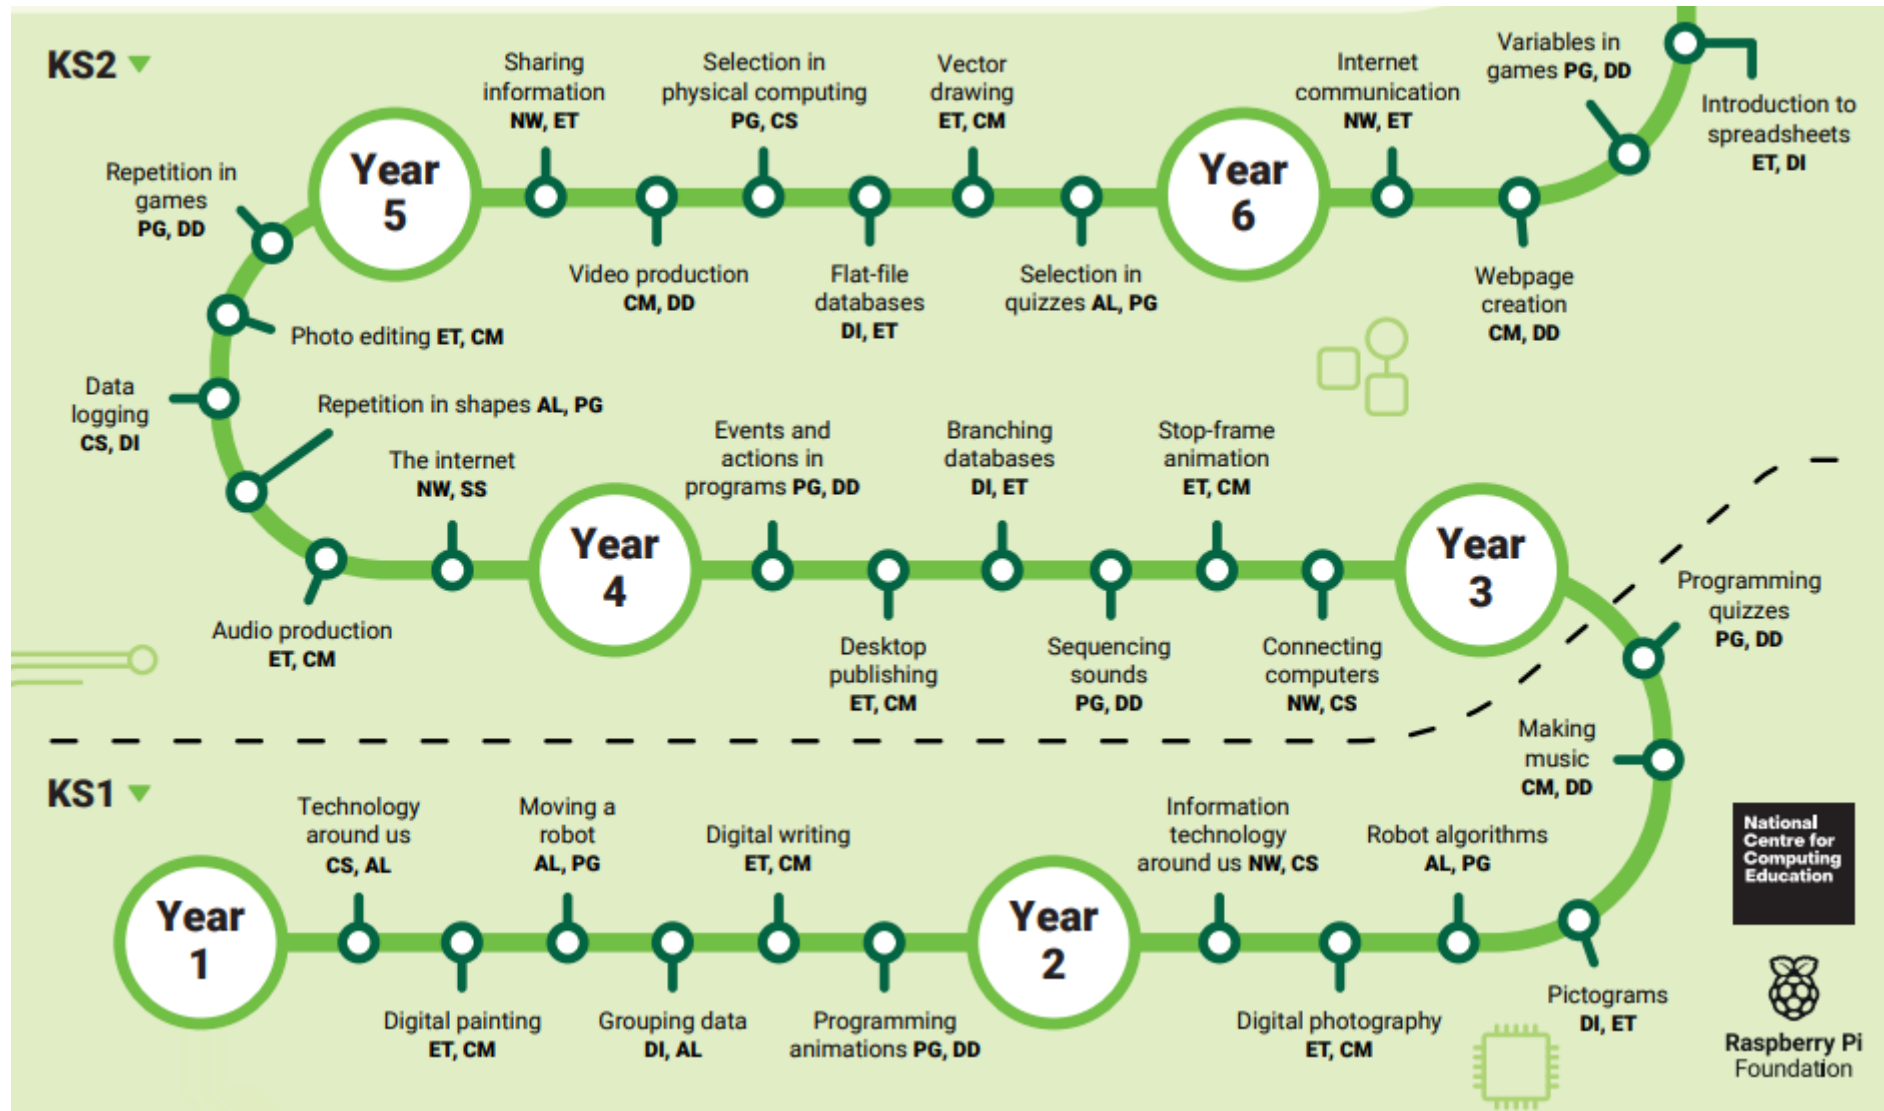 KS2
Sharing
information
NW, ET
Selection in
physical computing
PG, CS
Vector
drawing
ET, CM
Internet
communication
NW, ET
Variables in
games PG, DD
Introduction to
spreadsheets
ET, DI
Repetition in
games
PG, DD
Year
5
Year
6
Video production
CM, DD
Flat-file
databases
DI, ET
Selection in
quizzes AL, PG
Webpage
creation
CM, DD
Photo editing ET, CM
Data
logging
CS, DI
Repetition in shapes AL, PG
The internet
NW, SS
Events and
actions in
programs PG, DD
Branching
databases
DI, ET
Stop-frame
animation
ET, CM
Year
4
Year
3
Audio production
ET, CM
Desktop
publishing
ET, CM
Sequencing
sounds
PG, DD
Connecting
computers
NW, CS
Programming
quizzes
PG, DD
Making
music
CM, DD
KS1
Technology
around us
CS, AL
Moving a
robot
AL, PG
Digital writing
ET, CM
Information
technology
around us NW, CS
Robot algorithms
AL, PG
Year
1
Year
2
Digital painting
ET, CM
Grouping data
DI, AL
Programming
animations PG, DD
Digital photography
ET, CM
Pictograms
DI, ET
National
Centre for
Computing
Education
Raspberry Pi
Foundation